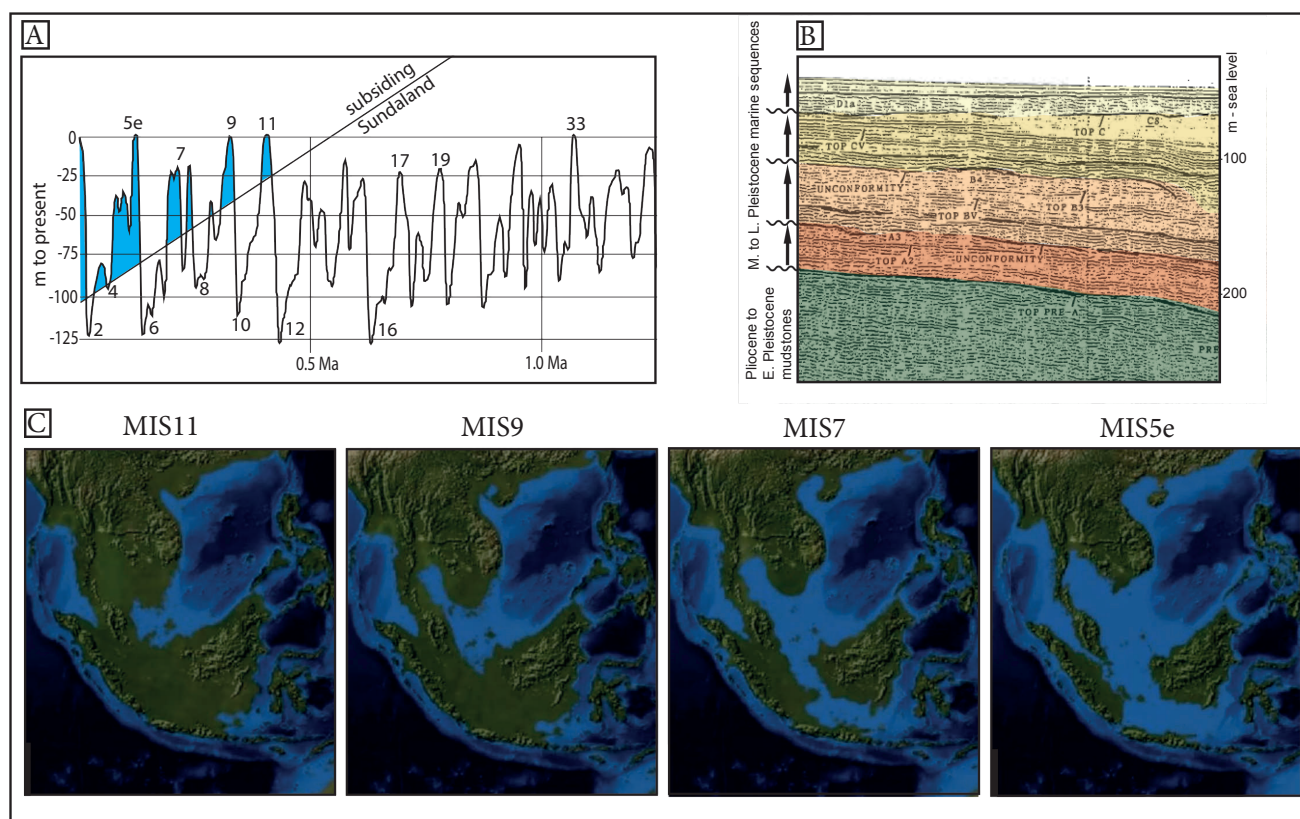 A
subsiding
Sundaland
5e
9
11
33
7
17
19
0
-25
-50
-75
-100
-125
m to present
4
8
2
6
10
12
16
0.5 Ma
1.0 Ma
B
M. to L. Pleistocene marine sequences
Pliocene to
E. Pleistocene
mudstones
m - sea level
-100
-200
D1a
C8
TOP C
TOP CV
UNCONFORMITY
B4
TOP B3
TOP BV
A3
TOP A2
UNCONFORMITY
TOP PRE-A
PRE
C
MIS11
MIS9
MIS7
MIS5e